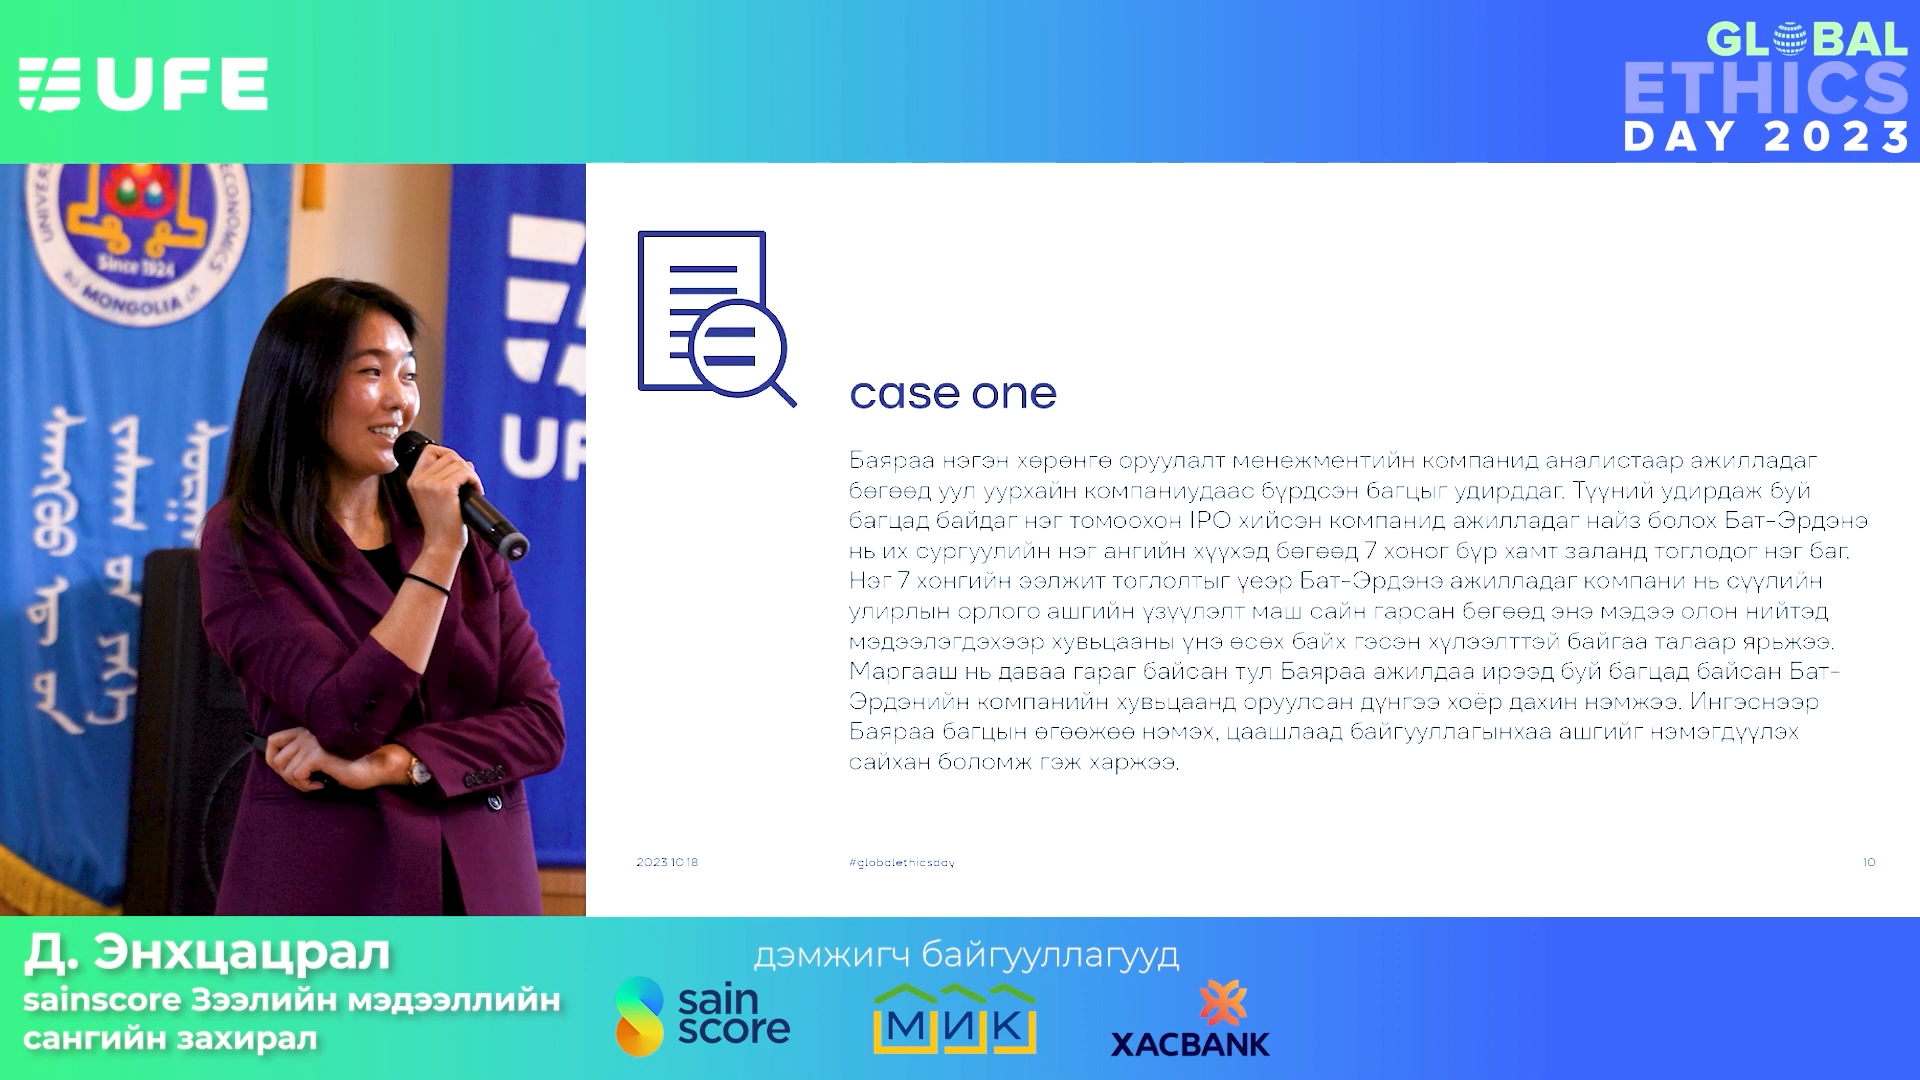 UFE
GLOBAL
ETHICS
DAY 2023
Since 1924
MONGOLIA
case one
Баяраа нэгэн хөрөнгө оруулалт менежментийн компанид аналистаар ажилладаг
бөгөөд уул уурхайн компаниудаас бүрдсэн багцыг удирддаг. Түүний удирдаж буй
багцад байдаг нэг томоохон IPO хийсэн компанид ажилладаг найз болох Бат-Эрдэнэ
нь их сургуулийн нэг ангийн хүүхэд бөгөөд 7 хоног бүр хамт заланд тоглодог нэг баг.
Нэг 7 хонгийн ээлжит тоглолтыг үеэр Бат-Эрдэнэ ажилладаг компани нь сүүлийн
улирлын орлого ашгийн үзүүлэлт маш сайн гарсан бөгөөд энэ мэдээ олон нийтэд
мэдээлэгдэхээр хувьцааны үнэ өсөх байх гэсэн хүлээлттэй байгаа талаар ярьжээ.
Маргааш нь даваа гараг байсан тул Баяраа ажилдаа ирээд буй багцад байсан Бат-
Эрдэнийн компанийн хувьцаанд оруулсан дүнгээ хоёр дахин нэмжээ. Ингэснээр
Баяраа багцын өгөөжөө нэмэх, цаашлаад байгууллагынхаа ашгийг нэмэгдүүлэх
сайхан боломж гэж харжээ.
2023.10.18
#globalethicsday
10
Д. Энхцацрал
sainscore Зээлийн мэдээллийн
сангийн захирал
дэмжигч байгууллагууд
sain
score
МИК
XACBANK